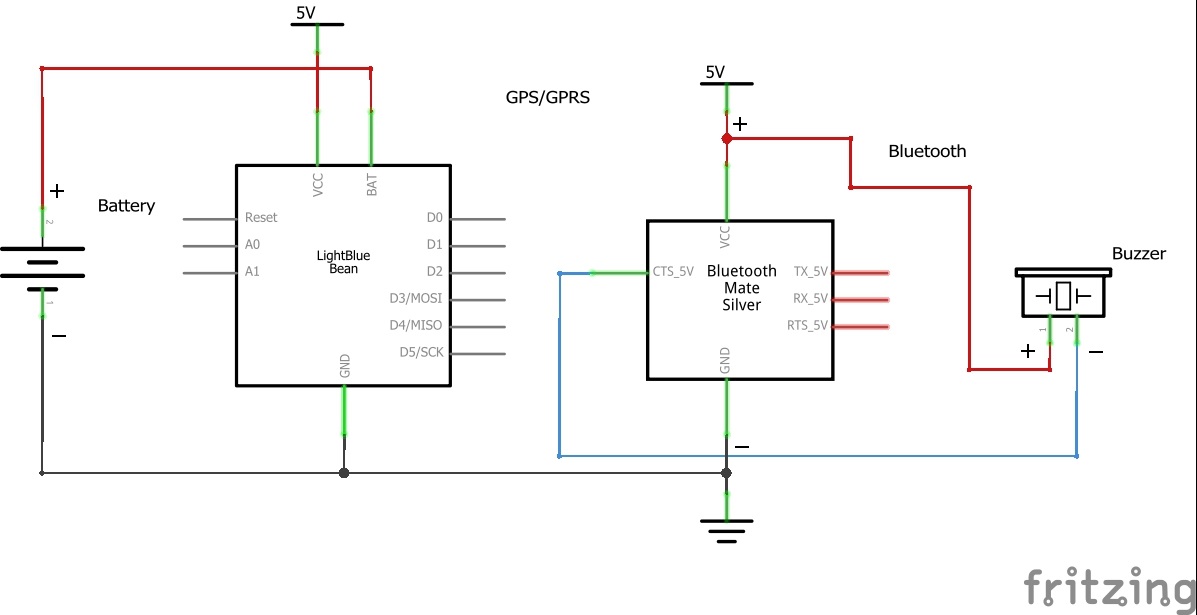 5V
GPS/GPRS
5V
+
Bluetooth
+
Battery
VCC
BAT
2
Reset
D0
A0
D1
A1
D2
LightBlue
Bean
D3/MOSI
D4/MISO
D5/SCK
GND
1
−
VCC
CTS_5V
Bluetooth
Mate
Silver
TX_5V
RX_5V
RTS_5V
GND
−
Buzzer
1
2
+
−
fritzing